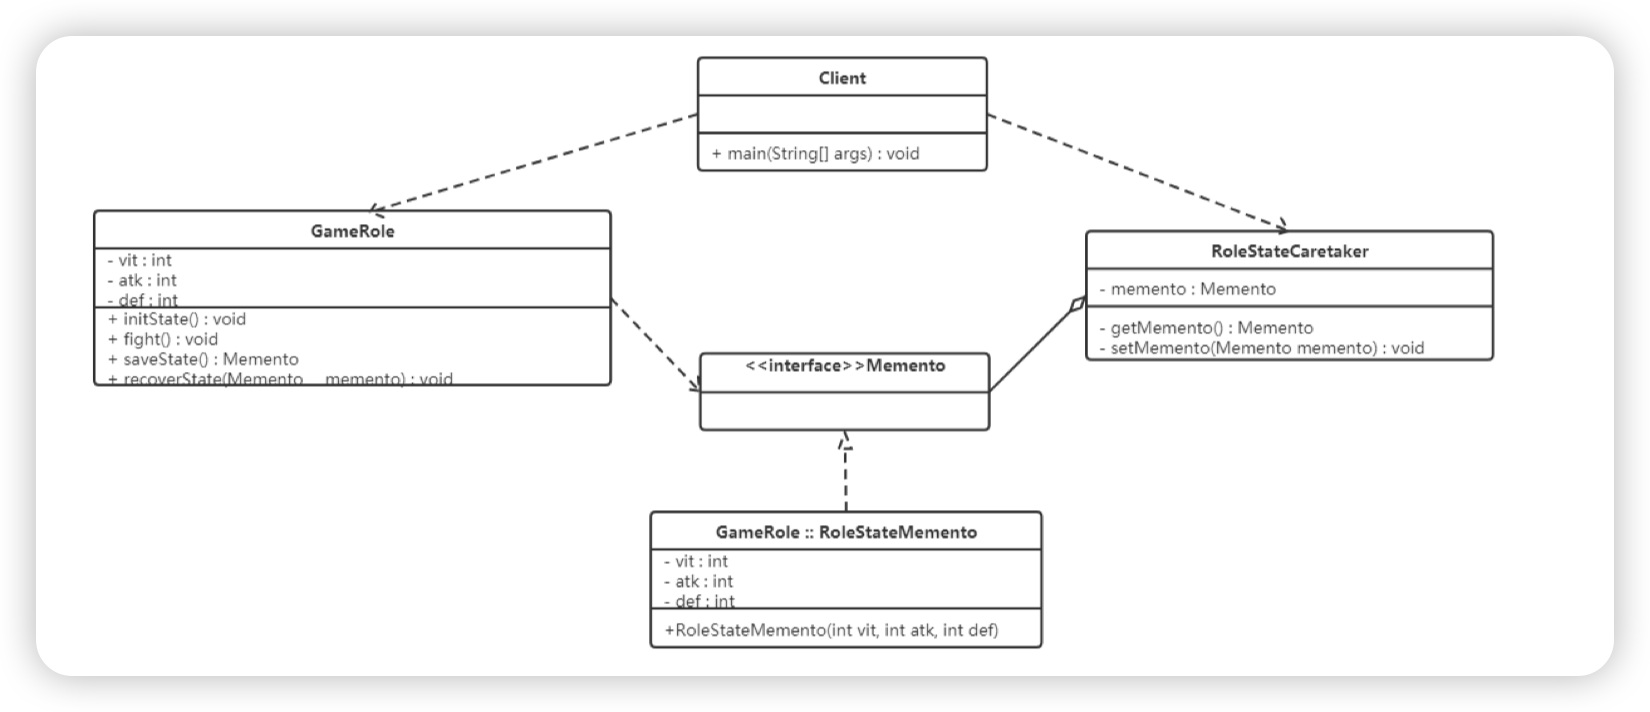 Client
+ main(String[] args) : void
GameRole
- vit : int
- atk : int
- def : int
+ initState() : void
+ fight() : void
+ saveState() : Memento
+ recoverState(Memento memento) : void
RoleStateCaretaker
- memento : Memento
- getMemento() : Memento
- setMemento(Memento memento) : void
<<interface>>Memento
GameRole :: RoleStateMemento
- vit : int
- atk : int
- def : int
+RoleStateMemento(int vit, int atk, int def)